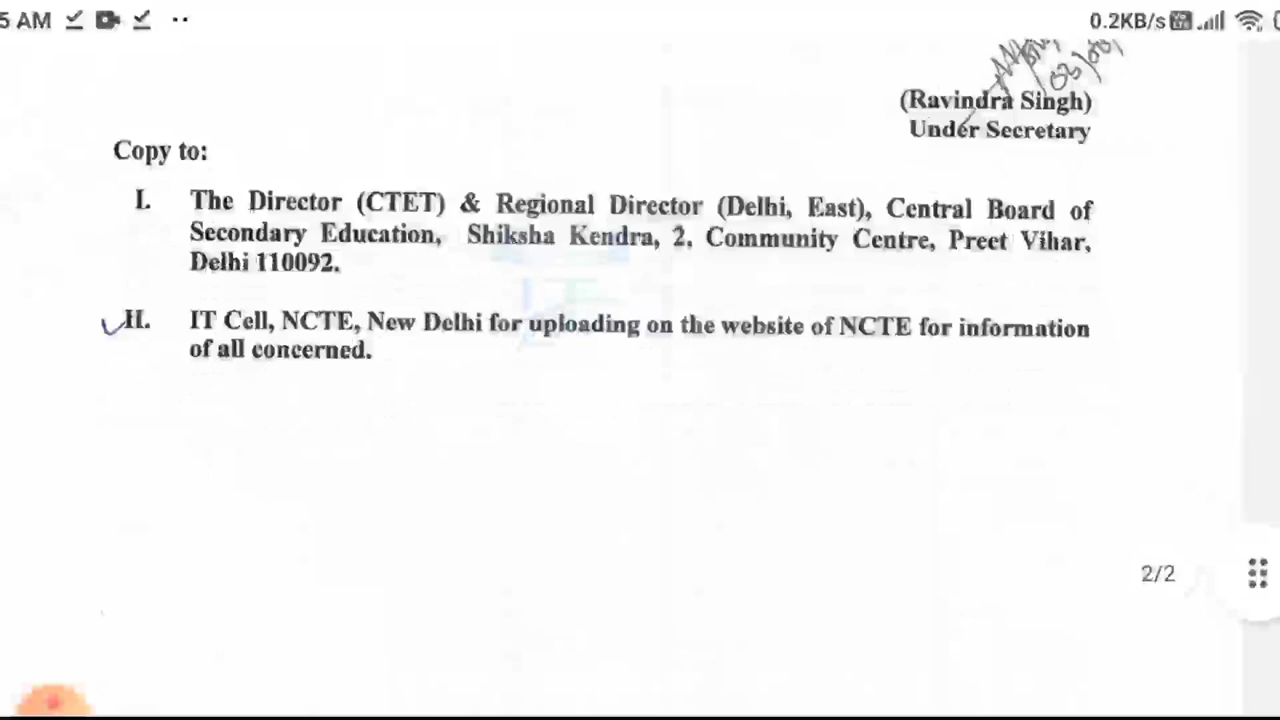 5 AM
0.2KB/s
(Ravindra Singh)
Under Secretary
Copy to:
I. The Director (CTET) & Regional Director (Delhi, East), Central Board of
Secondary Education, Shiksha Kendra, 2, Community Centre, Preet Vihar,
Delhi 110092.
II. IT Cell, NCTE, New Delhi for uploading on the website of NCTE for information
of all concerned.
2/2